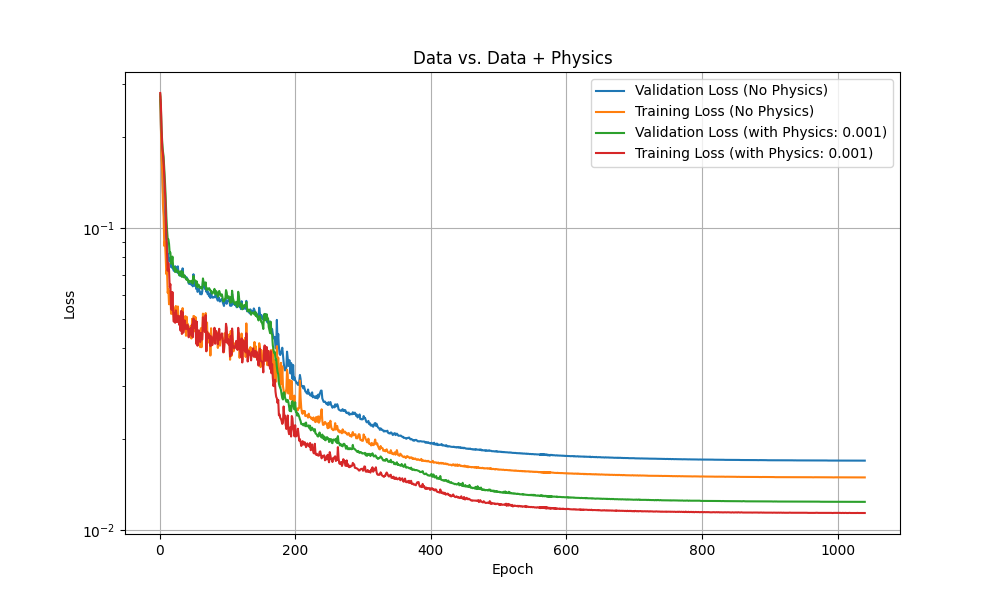 Data vs. Data + Physics
Validation Loss (No Physics)
Training Loss (No Physics)
Validation Loss (with Physics: 0.001)
Training Loss (with Physics: 0.001)
Loss
10⁻¹
10⁻²
0 200 400 600 800 1000
Epoch